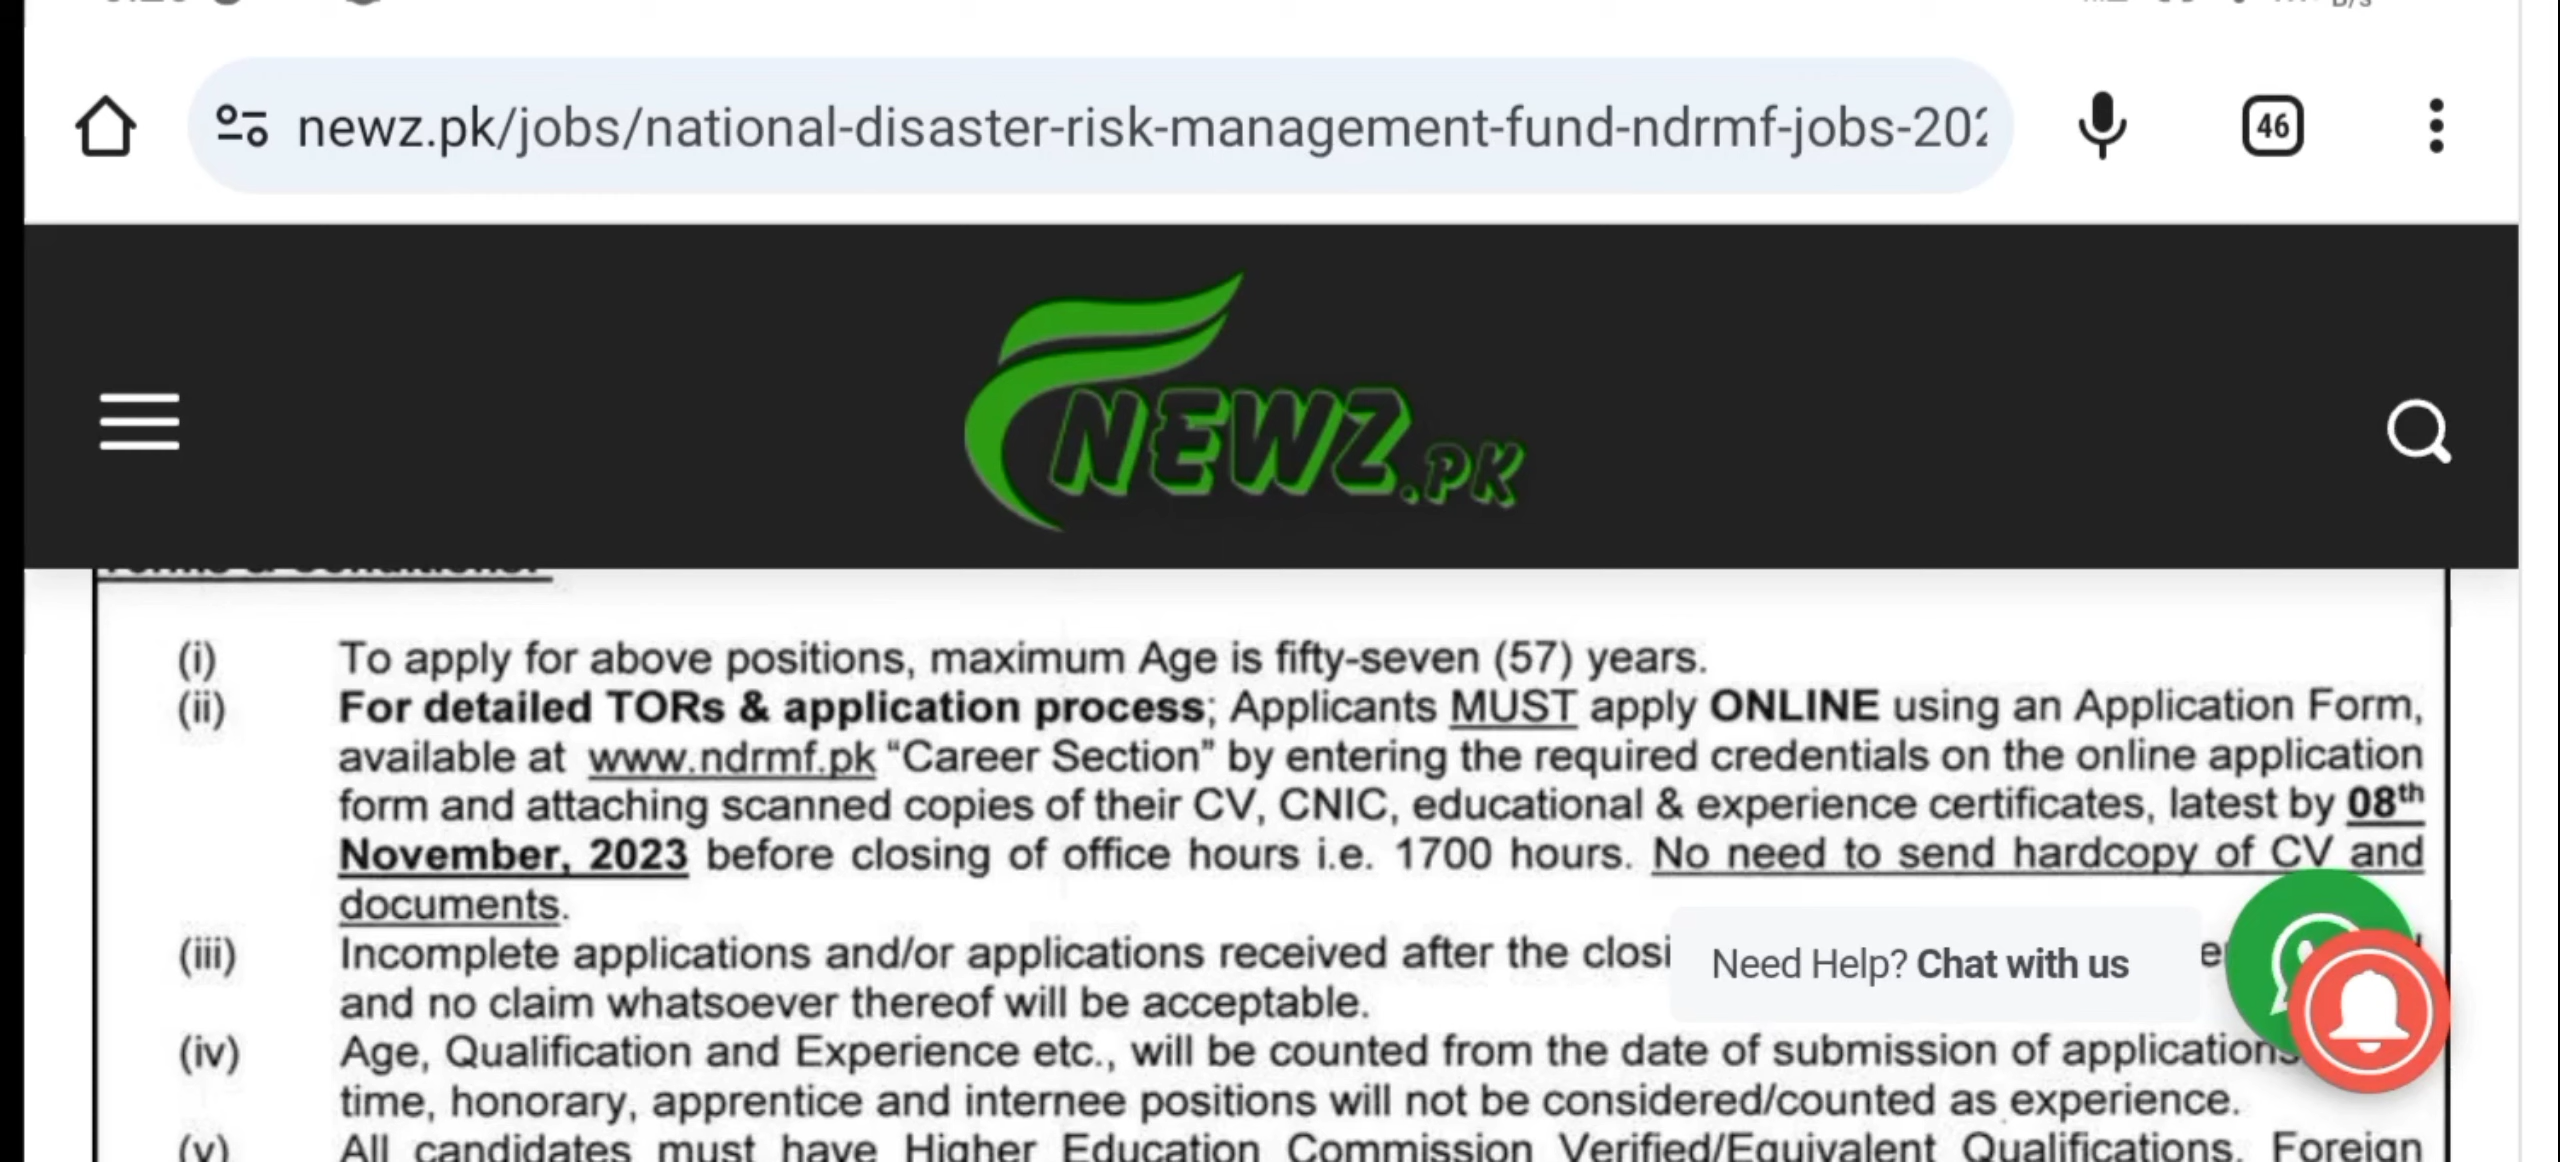 newz.pk/jobs/national-disaster-risk-management-fund-ndrmf-jobs-202
46
NEWZ.PK
Terms & Conditions:
(i) To apply for above positions, maximum Age is fifty-seven (57) years.
(ii) For detailed TORs & application process; Applicants MUST apply ONLINE using an Application Form,
available at www.ndrmf.pk “Career Section” by entering the required credentials on the online application
form and attaching scanned copies of their CV, CNIC, educational & experience certificates, latest by 08th
November, 2023 before closing of office hours i.e. 1700 hours. No need to send hardcopy of CV and
documents.
(iii) Incomplete applications and/or applications received after the closi
Need Help? Chat with us
and no claim whatsoever thereof will be acceptable.
(iv) Age, Qualification and Experience etc., will be counted from the date of submission of applications
time, honorary, apprentice and internee positions will not be considered/counted as experience.
(v) All candidates must have Higher Education Commission Verified/Equivalent Qualifications. Foreign